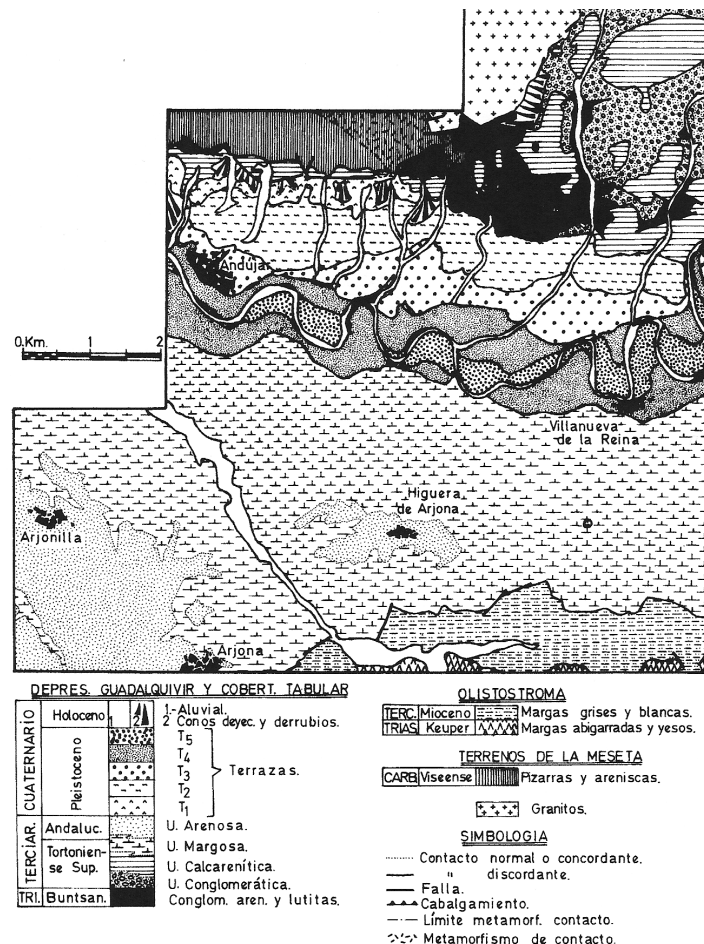 Andújar
0 Km. 1 2
Villanueva
de la Reina
Higuera
de Arjona
Arjonilla
Arjona
DEPRES. GUADALQUIVIR Y COBERT. TABULAR
CUATERNARIO
Holoceno
1 2
1.-Aluvial.
2 Conos deyec. y derrubios.
Pleistoceno
T5
T4
T3
T2
T1
Terrazas.
TERCIAR.
Andaluc.
U. Arenosa.
Tortonien-
se Sup.
U. Margosa.
U. Calcarenítica.
U. Conglomerática.
TRI. Buntsan.
Conglom. aren. y lutitas.
OLISTOSTROMA
TERC. Mioceno Margas grises y blancas.
TRIAS Keuper Margas abigarradas y yesos.
TERRENOS DE LA MESETA
CARB. Viseense Pizarras y areniscas.
Granitos.
SIMBOLOGIA
Contacto normal o concordante.
" discordante.
Falla.
Cabalgamiento.
Límite metamorf. contacto.
Metamorfismo de contacto.